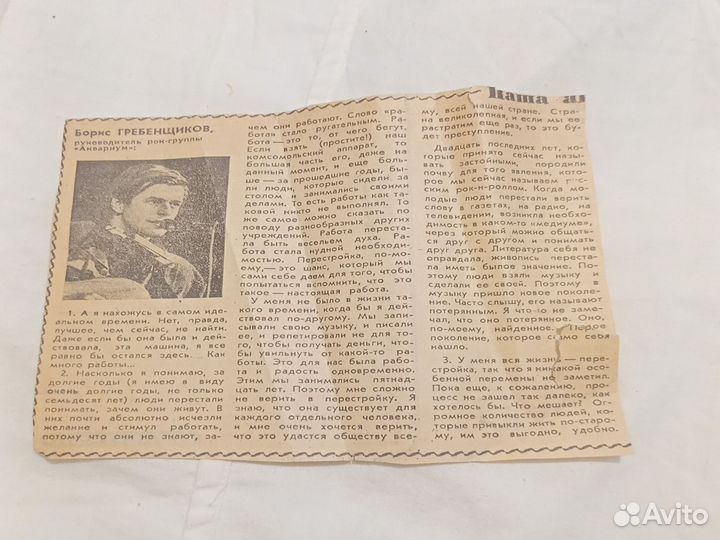 наша а
Борис ГРЕБЕНЩИКОВ,
руководитель рок-группы
«Аквариум»:
1. А я нахожусь в самом иде-
альном времени. Нет, правда,
лучшее, чем сейчас, не найти.
Даже если бы она была и дей-
ствовала, эта машина, я все
равно бы остался здесь... Как
много работы...
2. Насколько я понимаю, за
долгие годы (я имею в виду
очень долгие годы, не только
семьдесят лет) люди перестали
понимать, зачем они живут. В
них почти абсолютно исчезли
желание и стимул работать,
потому что они не знают, за-
чем они работают. Слово «ра-
бота» стало ругательным. Ра-
бота — это то, от чего бегут.
Если взять (простите!) наш
комсомольский аппарат, то
большая часть его, даже на
данный момент, и еще боль-
ше — за прошедшие годы, бы-
ли люди, которые сидели за
столом и занимались своими
делами. То есть работы как та-
ковой никто не выполнял. То
же самое можно сказать по
поводу разнообразных других
учреждений. Работа переста-
ла быть весельем духа. Ра-
бота стала нудной необходи-
мостью. Перестройка, по-мо-
ему,— это шанс, который мы
сами себе даем для того, чтобы
попытаться вспомнить, что это
такое — настоящая работа.
У меня не было в жизни та-
кого времени, когда бы я дей-
ствовал по-другому. Мы запи-
сывали свою музыку, и писали
ее, и репетировали не для то-
го, чтобы получать деньги, что-
бы увильнуть от какой-то ра-
боты. Это для нас была работа
и радость одновременно.
Этим мы занимались пятнад-
цать лет. Поэтому мне сложно
не верить в перестройку. Я
знаю, что она существует для
каждого отдельного человека,
и мне очень хочется верить,
что это удастся обществу все-
му, всей нашей стране. Стра-
на великолепная, и если мы ее
растратим еще раз, то это бу-
дет преступление.
Двадцать последних лет, ко-
торые принято сейчас назы-
вать застойными, породили
почву для того явления, кото-
рое мы сейчас называем рус-
ским рок-н-роллом. Когда мо-
лодые люди перестали верить
слову в газетах, на радио, на
телевидении, возникла необхо-
димость в каком-то «медиуме»,
через который можно общать-
ся друг с другом и понимать
друг друга. Литература себя не
оправдала, живопись переста-
ла иметь былое значение. По-
этому люди взяли музыку и
сделали ее своей. Поэтому в
музыку пришло новое поколе-
ние. Часто слышу, его называют
потерянным. Я что-то не заме-
чал, что оно потерянное. Оно,
по-моему, найденное.
поколение, которое само себя
нашло.
3. У меня вся жизнь — пере-
стройка, так что я никакой осо-
бенной перемены не заметил.
Пока еще, к сожалению, про-
цесс не зашел так далеко, как
хотелось бы. Что мешает? Ог-
ромное количество людей, ко-
торые привыкли жить по-старо-
му, им это выгодно, удобно.
Avito